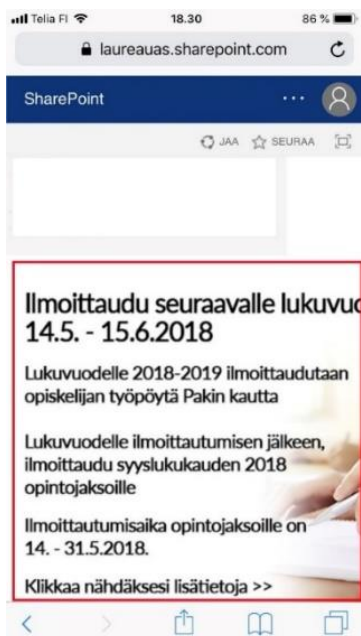 Telia FI 18.30 86 %
laureauas.sharepoint.com
SharePoint ...
JAA SEURAA
Ilmoittaudu seuraavalle lukuvuo
14.5. - 15.6.2018
Lukuvuodelle 2018-2019 ilmoittaudutaan
opiskelijan työpöytä Pakin kautta
Lukuvuodelle ilmoittautumisen jälkeen,
ilmoittaudu syyslukukauden 2018
opintojaksoille
Ilmoittautumisaika opintojaksoille on
14. - 31.5.2018.
Klikkaa nähdäksesi lisätietoja >>